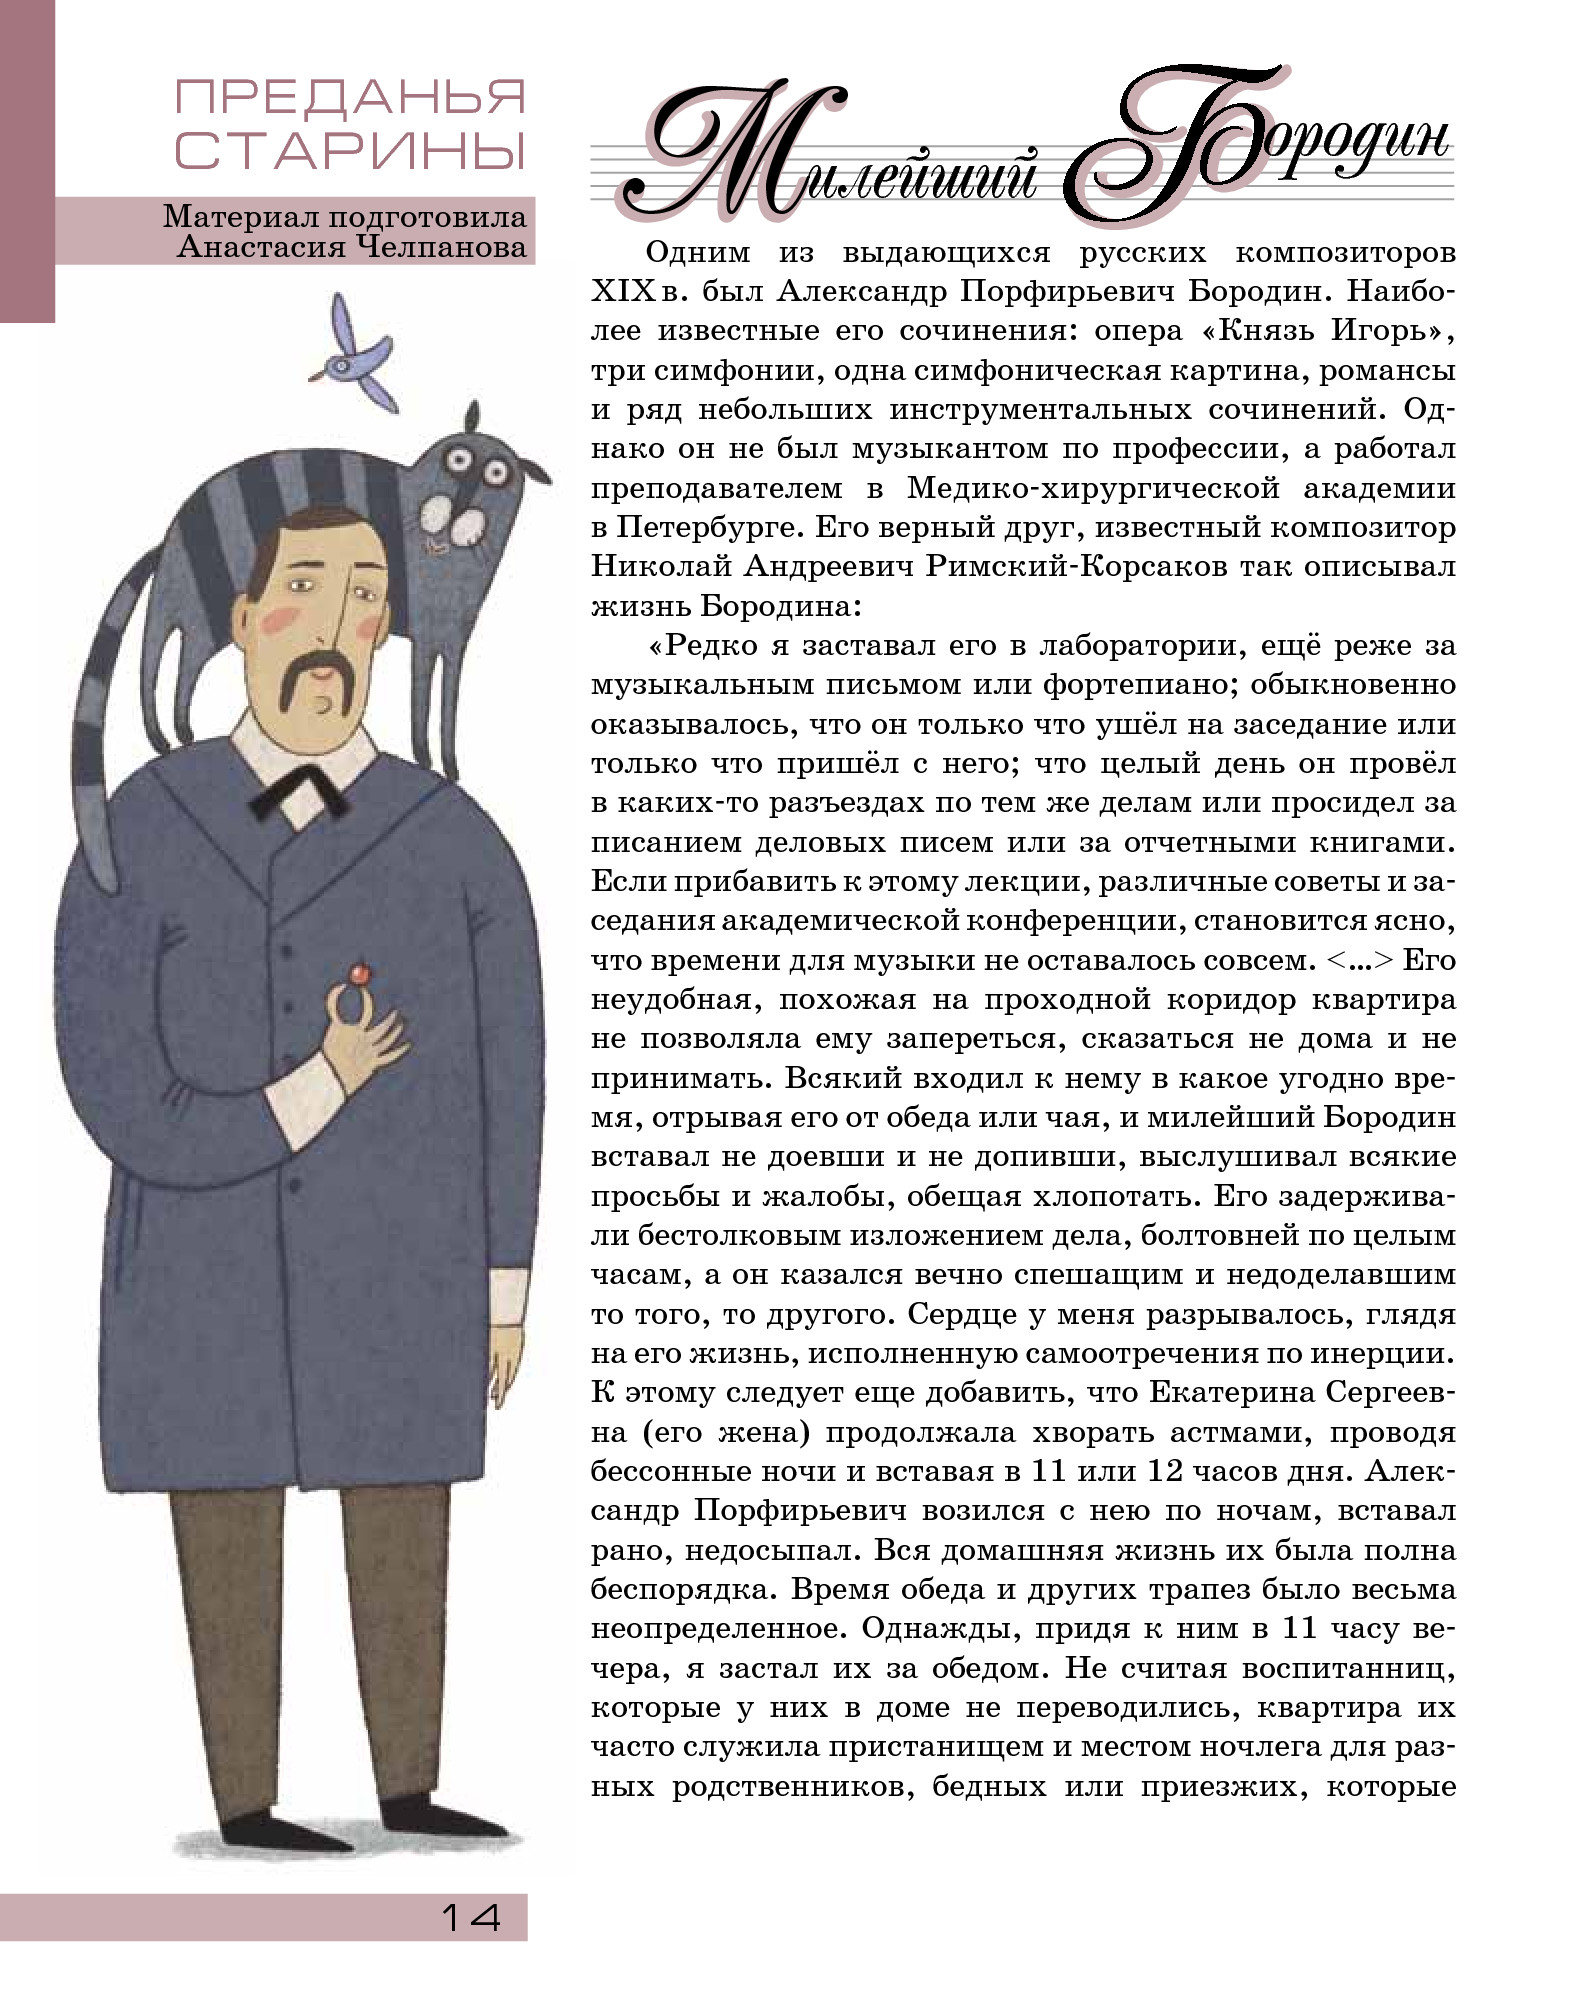 ПРЕДАНЬЯ
СТАРИНЫ
Материал подготовила
Анастасия Челпанова
Милейший Бородин
Одним из выдающихся русских композиторов
XIX в. был Александр Порфирьевич Бородин. Наибо-
лее известные его сочинения: опера «Князь Игорь»,
три симфонии, одна симфоническая картина, романсы
и ряд небольших инструментальных сочинений. Од-
нако он не был музыкантом по профессии, а работал
преподавателем в Медико-хирургической академии
в Петербурге. Его верный друг, известный композитор
Николай Андреевич Римский-Корсаков так описывал
жизнь Бородина:
«Редко я заставал его в лаборатории, ещё реже за
музыкальным письмом или фортепиано; обыкновенно
оказывалось, что он только что ушёл на заседание или
только что пришёл с него; что целый день он провёл
в каких-то разъездах по тем же делам или просидел за
писанием деловых писем или за отчетными книгами.
Если прибавить к этому лекции, различные советы и за-
седания академической конференции, становится ясно,
что времени для музыки не оставалось совсем. <...> Его
неудобная, похожая на проходной коридор квартира
не позволяла ему запереться, сказаться не дома и не
принимать. Всякий входил к нему в какое угодно вре-
мя, отрывая его от обеда или чая, и милейший Бородин
вставал не доевши и не допивши, выслушивал всякие
просьбы и жалобы, обещая хлопотать. Его задержива-
ли бестолковым изложением дела, болтовней по целым
часам, а он казался вечно спешащим и недоделавшим
то того, то другого. Сердце у меня разрывалось, глядя
на его жизнь, исполненную самоотречения по инерции.
К этому следует еще добавить, что Екатерина Сергеев-
на (его жена) продолжала хворать астмами, проводя
бессонные ночи и вставая в 11 или 12 часов дня. Алек-
сандр Порфирьевич возился с нею по ночам, вставал
рано, недосыпал. Вся домашняя жизнь их была полна
беспорядка. Время обеда и других трапез было весьма
неопределенное. Однажды, придя к ним в 11 часу ве-
чера, я застал их за обедом. Не считая воспитанниц,
которые у них в доме не переводились, квартира их
часто служила пристанищем и местом ночлега для раз-
ных родственников, бедных или приезжих, которые
14